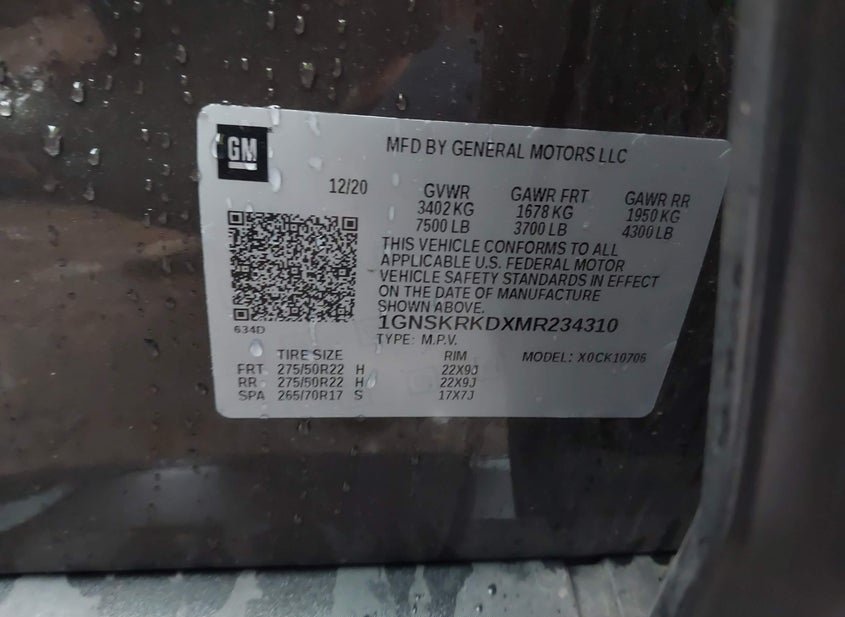 GM
MFD BY GENERAL MOTORS LLC
12/20 GVWR GAWR FRT GAWR RR
3402 KG 1678 KG 1950 KG
7500 LB 3700 LB 4300 LB
THIS VEHICLE CONFORMS TO ALL
APPLICABLE U.S. FEDERAL MOTOR
VEHICLE SAFETY STANDARDS IN EFFECT
ON THE DATE OF MANUFACTURE
SHOWN ABOVE.
634D
1GNSKRKDXMR234310
TYPE: M.P.V.
TIRE SIZE RIM MODEL: X0CK10706
FRT 275/50R22 H 22X9J
RR 275/50R22 H 22X9J
SPA 265/70R17 S 17X7J